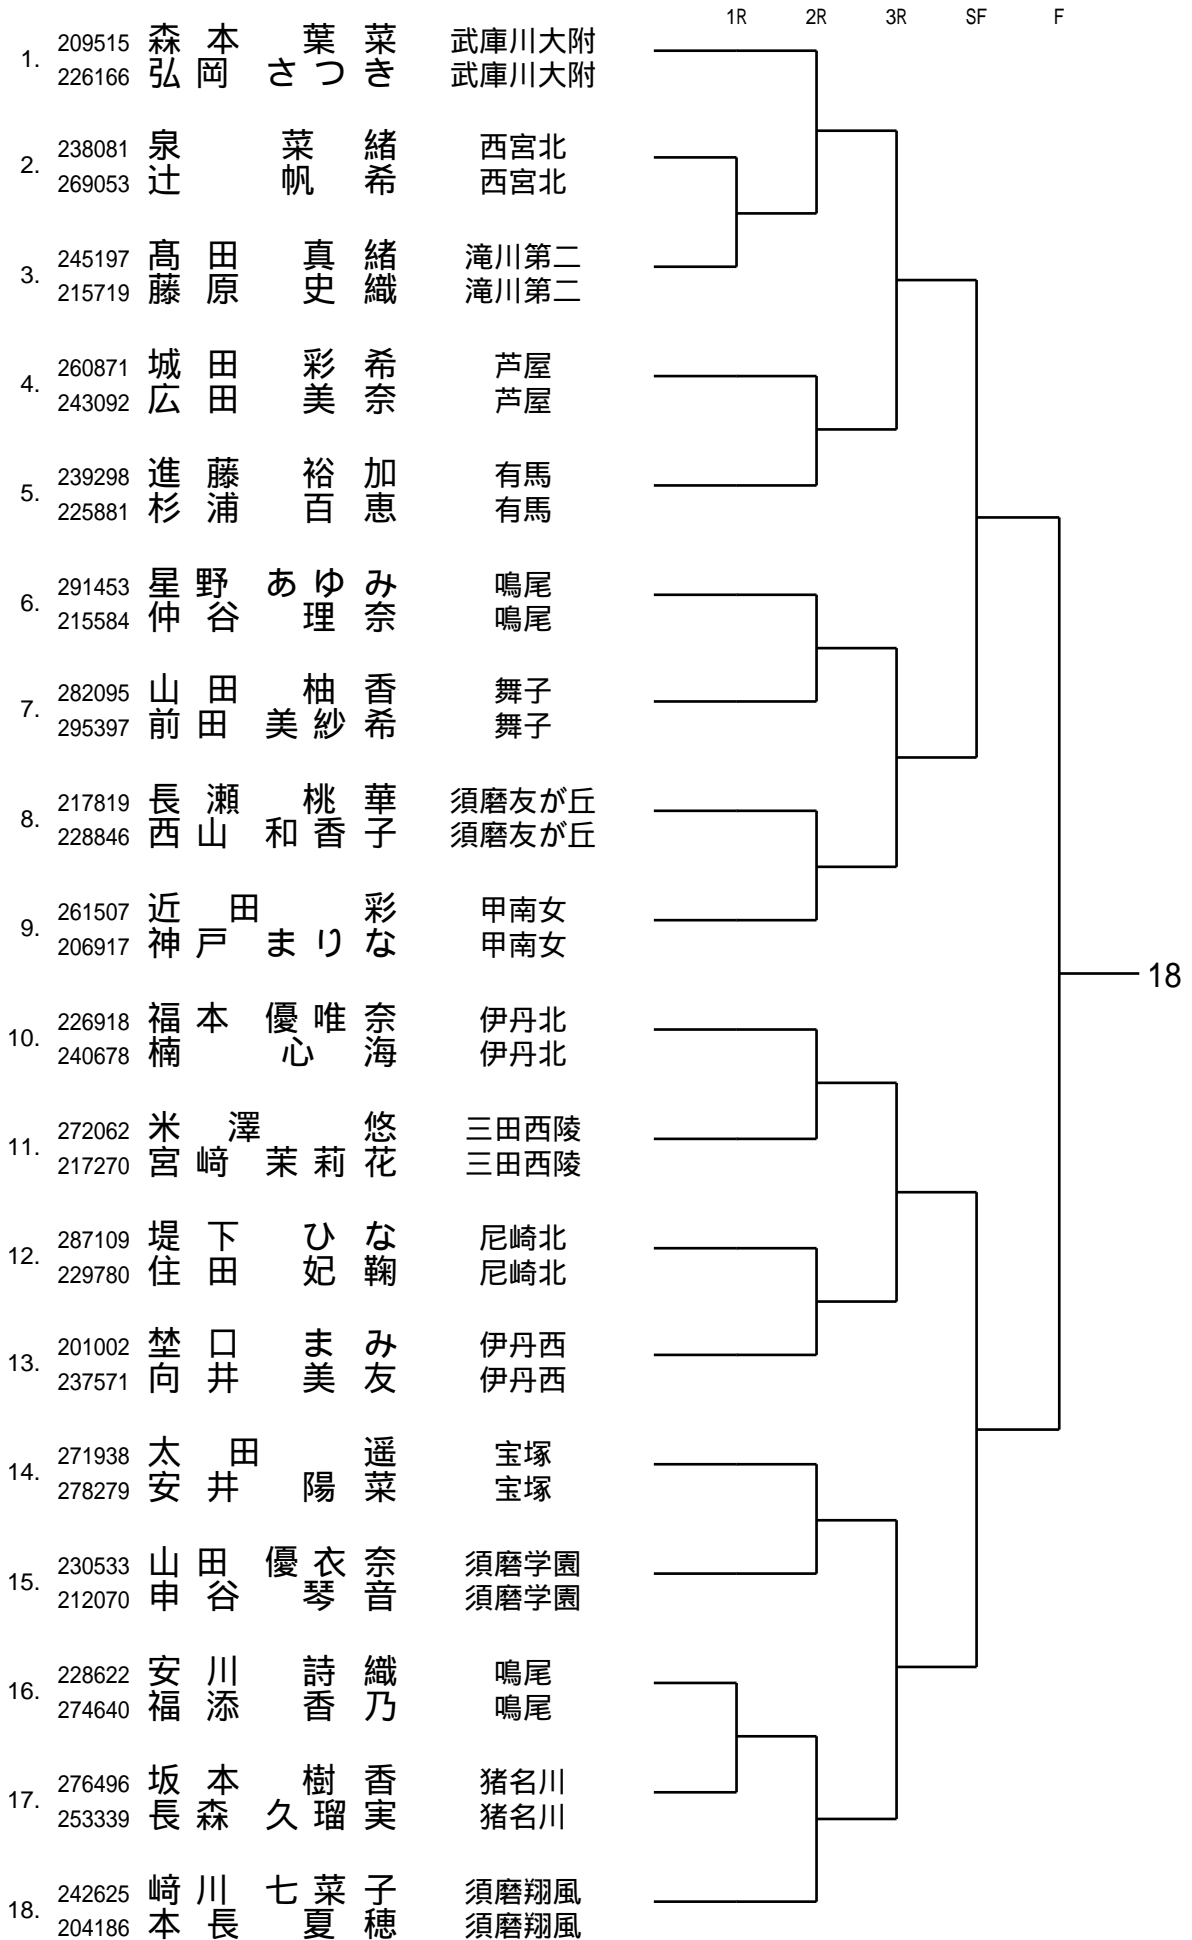 1R 2R 3R SF F
1. 209515 森本 葉菜 武庫川大附
226166 弘岡 さつき 武庫川大附
2. 238081 泉 菜緒 西宮北
269053 辻 帆希 西宮北
3. 245197 髙田 真緒 滝川第二
215719 藤原 史織 滝川第二
4. 260871 城田 彩希 芦屋
243092 広田 美奈 芦屋
5. 239298 進藤 裕加 有馬
225881 杉浦 百恵 有馬
6. 291453 星野 あゆみ 鳴尾
215584 仲谷 理奈 鳴尾
7. 282095 山田 柚香 舞子
295397 前田 美紗希 舞子
8. 217819 長瀬 桃華 須磨友が丘
228846 西山 和香子 須磨友が丘
9. 261507 近田 彩 甲南女
206917 神戸 まりな 甲南女
18
10. 226918 福本 優唯奈 伊丹北
240678 楠 心海 伊丹北
11. 272062 米澤 悠 三田西陵
217270 宮﨑 茉莉花 三田西陵
12. 287109 堤下 ひな 尼崎北
229780 住田 妃鞠 尼崎北
13. 201002 埜口 まみ 伊丹西
237571 向井 美友 伊丹西
14. 271938 太田 遥 宝塚
278279 安井 陽菜 宝塚
15. 230533 山田 優衣奈 須磨学園
212070 申谷 琴音 須磨学園
16. 228622 安川 詩織 鳴尾
274640 福添 香乃 鳴尾
17. 276496 坂本 樹香 猪名川
253339 長森 久瑠実 猪名川
18. 242625 﨑川 七菜子 須磨翔風
204186 本長 夏穂 須磨翔風